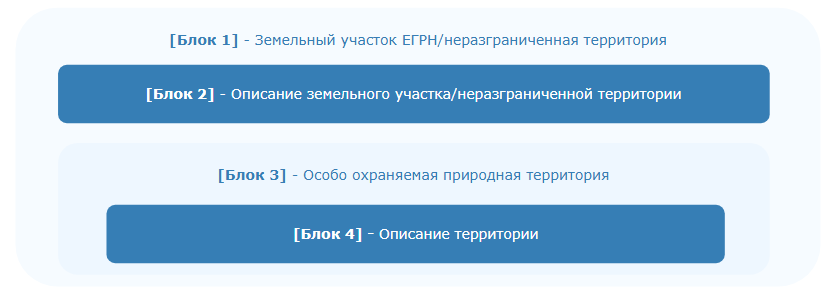 [Блок 1] - Земельный участок ЕГРН/неразграниченная территория
[Блок 2] - Описание земельного участка/неразграниченной территории
[Блок 3] - Особо охраняемая природная территория
[Блок 4] - Описание территории